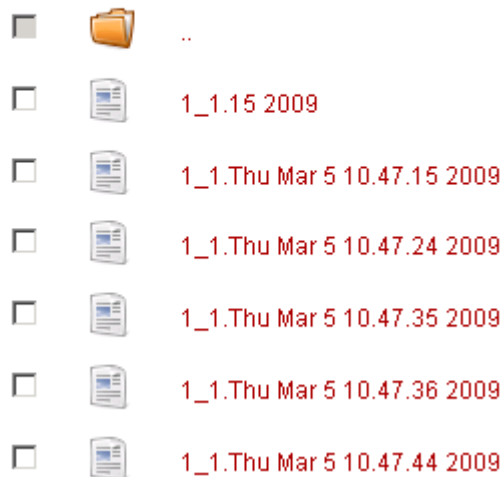 ..
1_1.15 2009
1_1.Thu Mar 5 10.47.15 2009
1_1.Thu Mar 5 10.47.24 2009
1_1.Thu Mar 5 10.47.35 2009
1_1.Thu Mar 5 10.47.36 2009
1_1.Thu Mar 5 10.47.44 2009